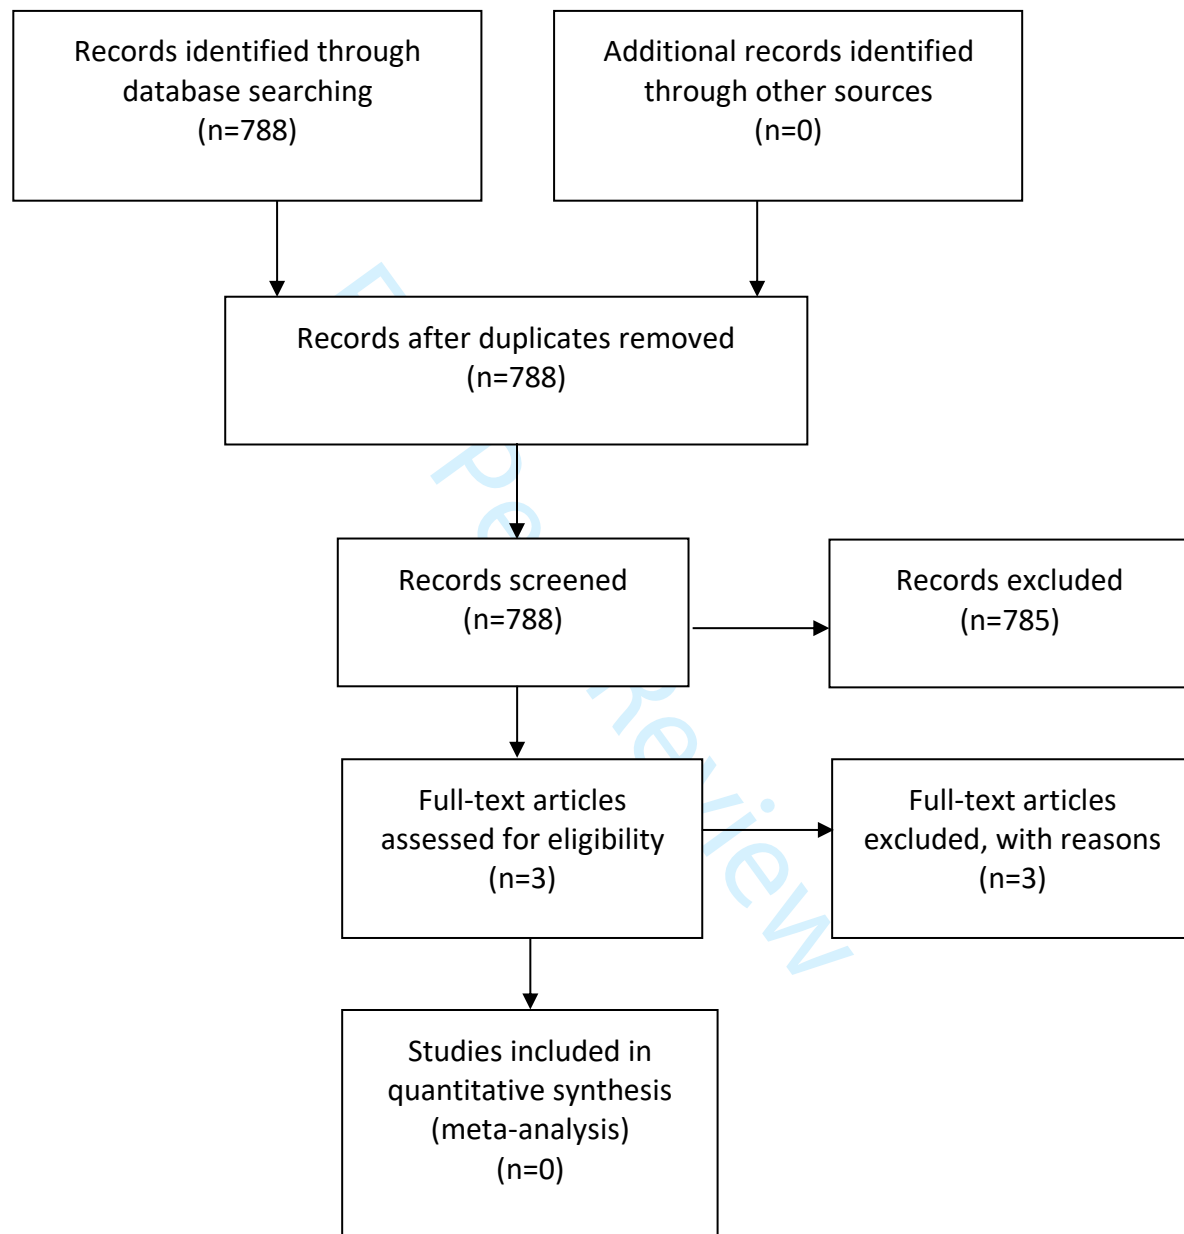 Records identified through
database searching
(n=788)
Additional records identified
through other sources
(n=0)
Records after duplicates removed
(n=788)
Records screened
(n=788)
Records excluded
(n=785)
Full-text articles
assessed for eligibility
(n=3)
Full-text articles
excluded, with reasons
(n=3)
Studies included in
quantitative synthesis
(meta-analysis)
(n=0)
Review